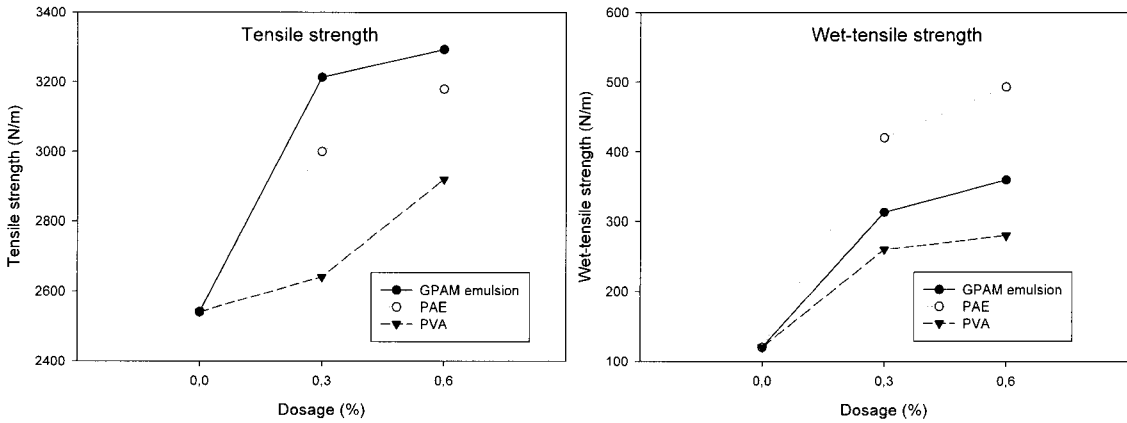 Tensile strength
Tensile strength (N/m)
3400
3200
3000
2800
2600
2400
GPAM emulsion
PAE
PVA
0,0
0,3
0,6
Dosage (%)
Wet-tensile strength
Wet-tensile strength (N/m)
600
500
400
300
200
100
GPAM emulsion
PAE
PVA
0,0
0,3
0,6
Dosage (%)